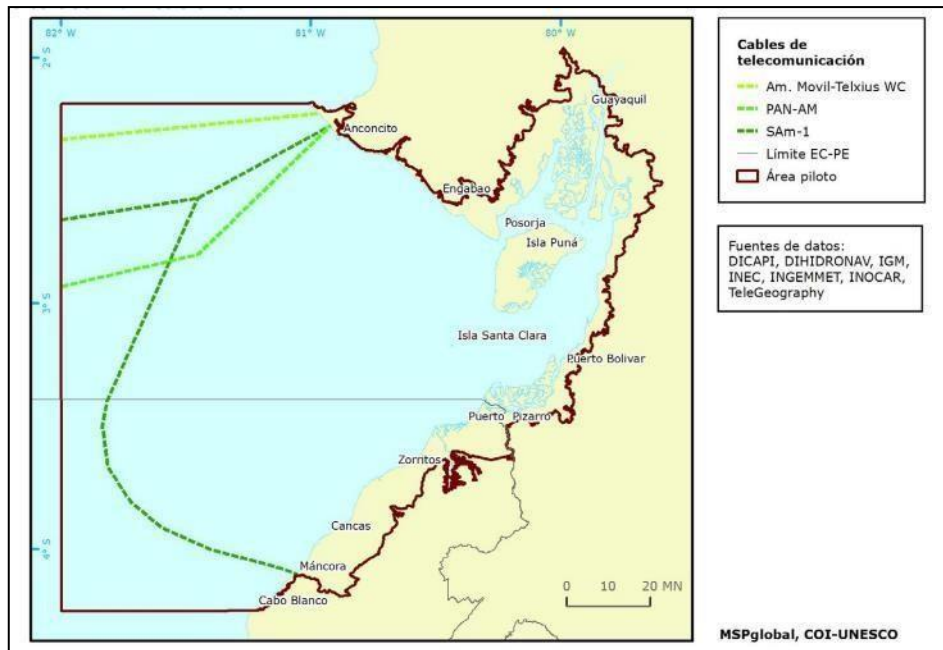 82° W
81° W
80° W
2° S
3° S
4° S
Guayaquil
Anconcito
Engabao
Posorja
Isla Puná
Isla Santa Clara
Puerto Bolivar
Puerto Pizarro
Zorritos
Cancas
Máncora
Cabo Blanco
0 10 20 MN
Cables de
telecomunicación
Am. Movil-Telxius WC
PAN-AM
SAm-1
Límite EC-PE
Área piloto
Fuentes de datos:
DICAPI, DIHIDRONAV, IGM,
INEC, INGEMMET, INOCAR,
TeleGeography
MSPglobal, COI-UNESCO